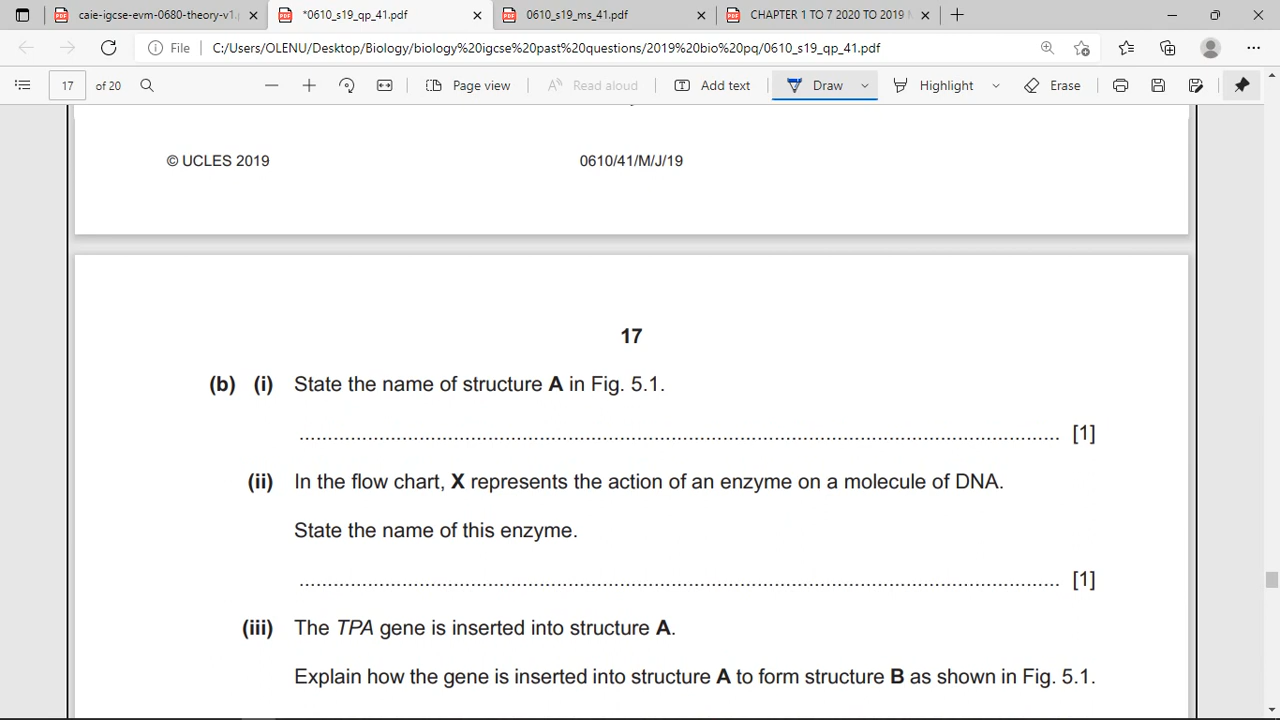 caie-igcse-evm-0680-theory-v1.p
*0610_s19_qp_41.pdf
0610_s19_ms_41.pdf
CHAPTER 1 TO 7 2020 TO 2019
File
C:/Users/OLENU/Desktop/Biology/biology%20igcse%20past%20questions/2019%20bio%20pq/0610_s19_qp_41.pdf
17 of 20
Page view
Read aloud
Add text
Draw
Highlight
Erase
© UCLES 2019
0610/41/M/J/19
17
(b) (i) State the name of structure A in Fig. 5.1.
[1]
(ii) In the flow chart, X represents the action of an enzyme on a molecule of DNA.
State the name of this enzyme.
[1]
(iii) The TPA gene is inserted into structure A.
Explain how the gene is inserted into structure A to form structure B as shown in Fig. 5.1.